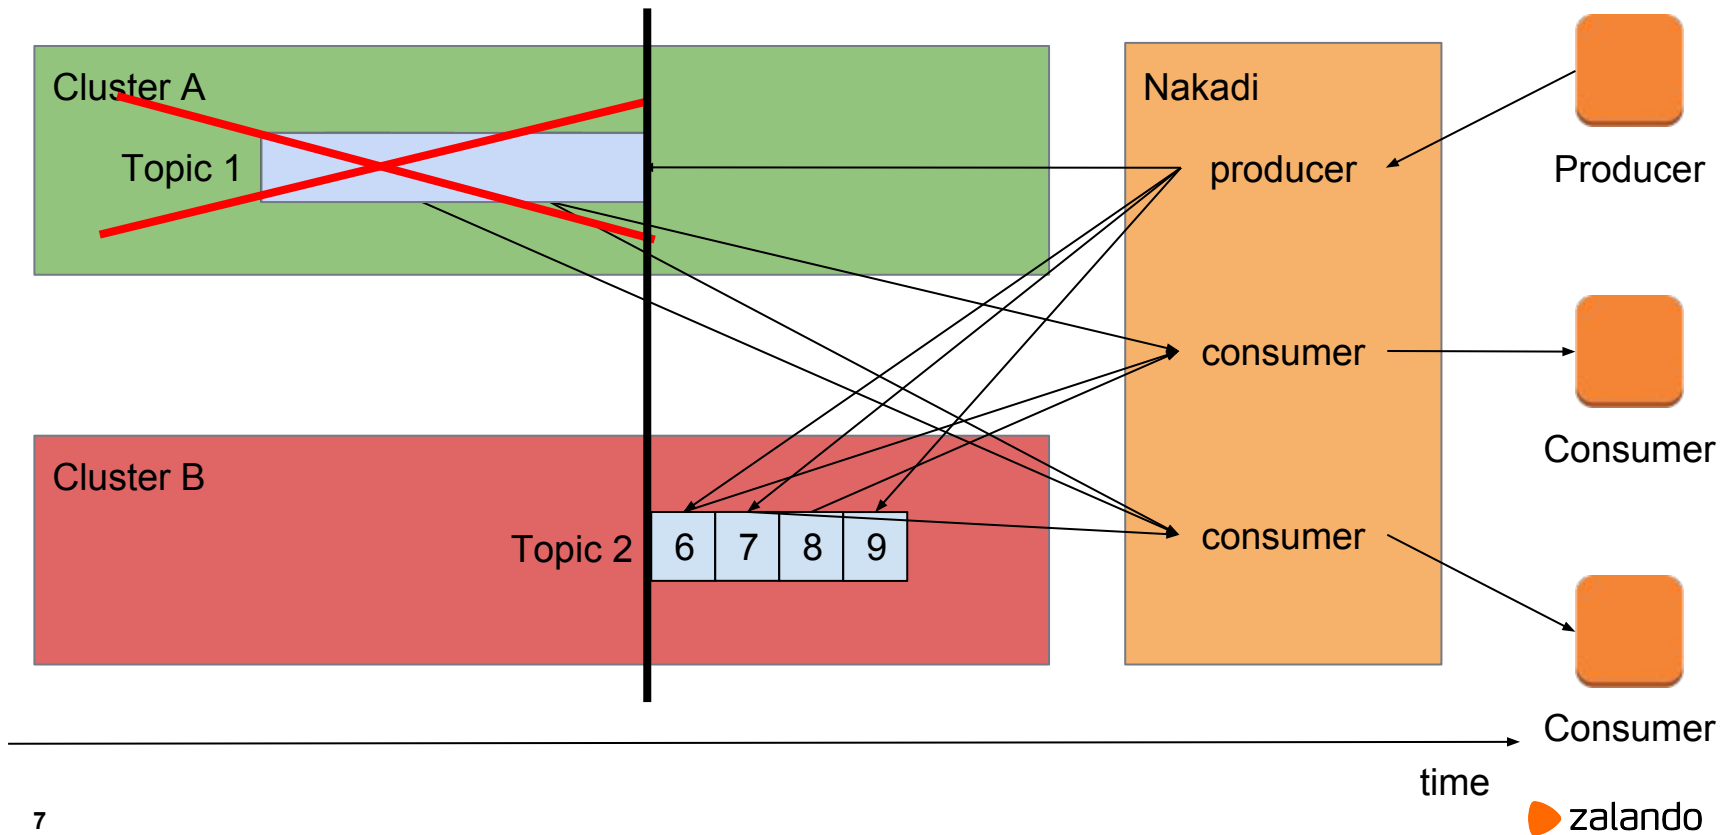 Cluster A
Topic 1
Nakadi
producer
Producer
consumer
Consumer
Cluster B
Topic 2
6 7 8 9
consumer
Consumer
time
7
zalando